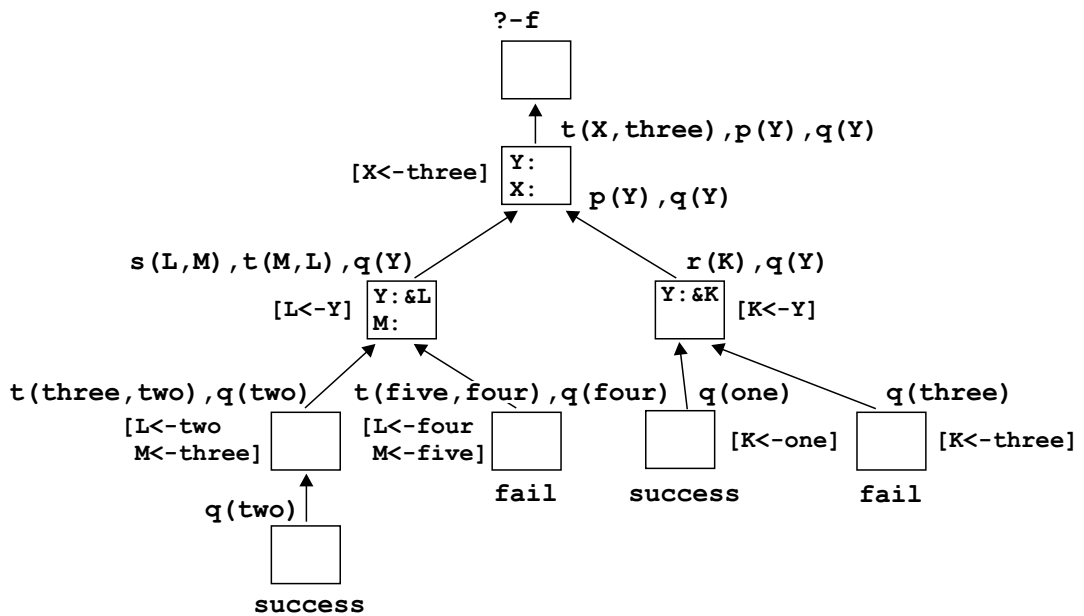 ?-f
t(X,three),p(Y),q(Y)
[X<-three]
Y:
X:
p(Y),q(Y)
s(L,M),t(M,L),q(Y)
r(K),q(Y)
[L<-Y]
Y:&L
M:
Y:&K
[K<-Y]
t(three,two),q(two)
t(five,four),q(four)
q(one)
q(three)
[L<-two
M<-three]
[L<-four
M<-five]
[K<-one]
[K<-three]
fail
success
fail
q(two)
success